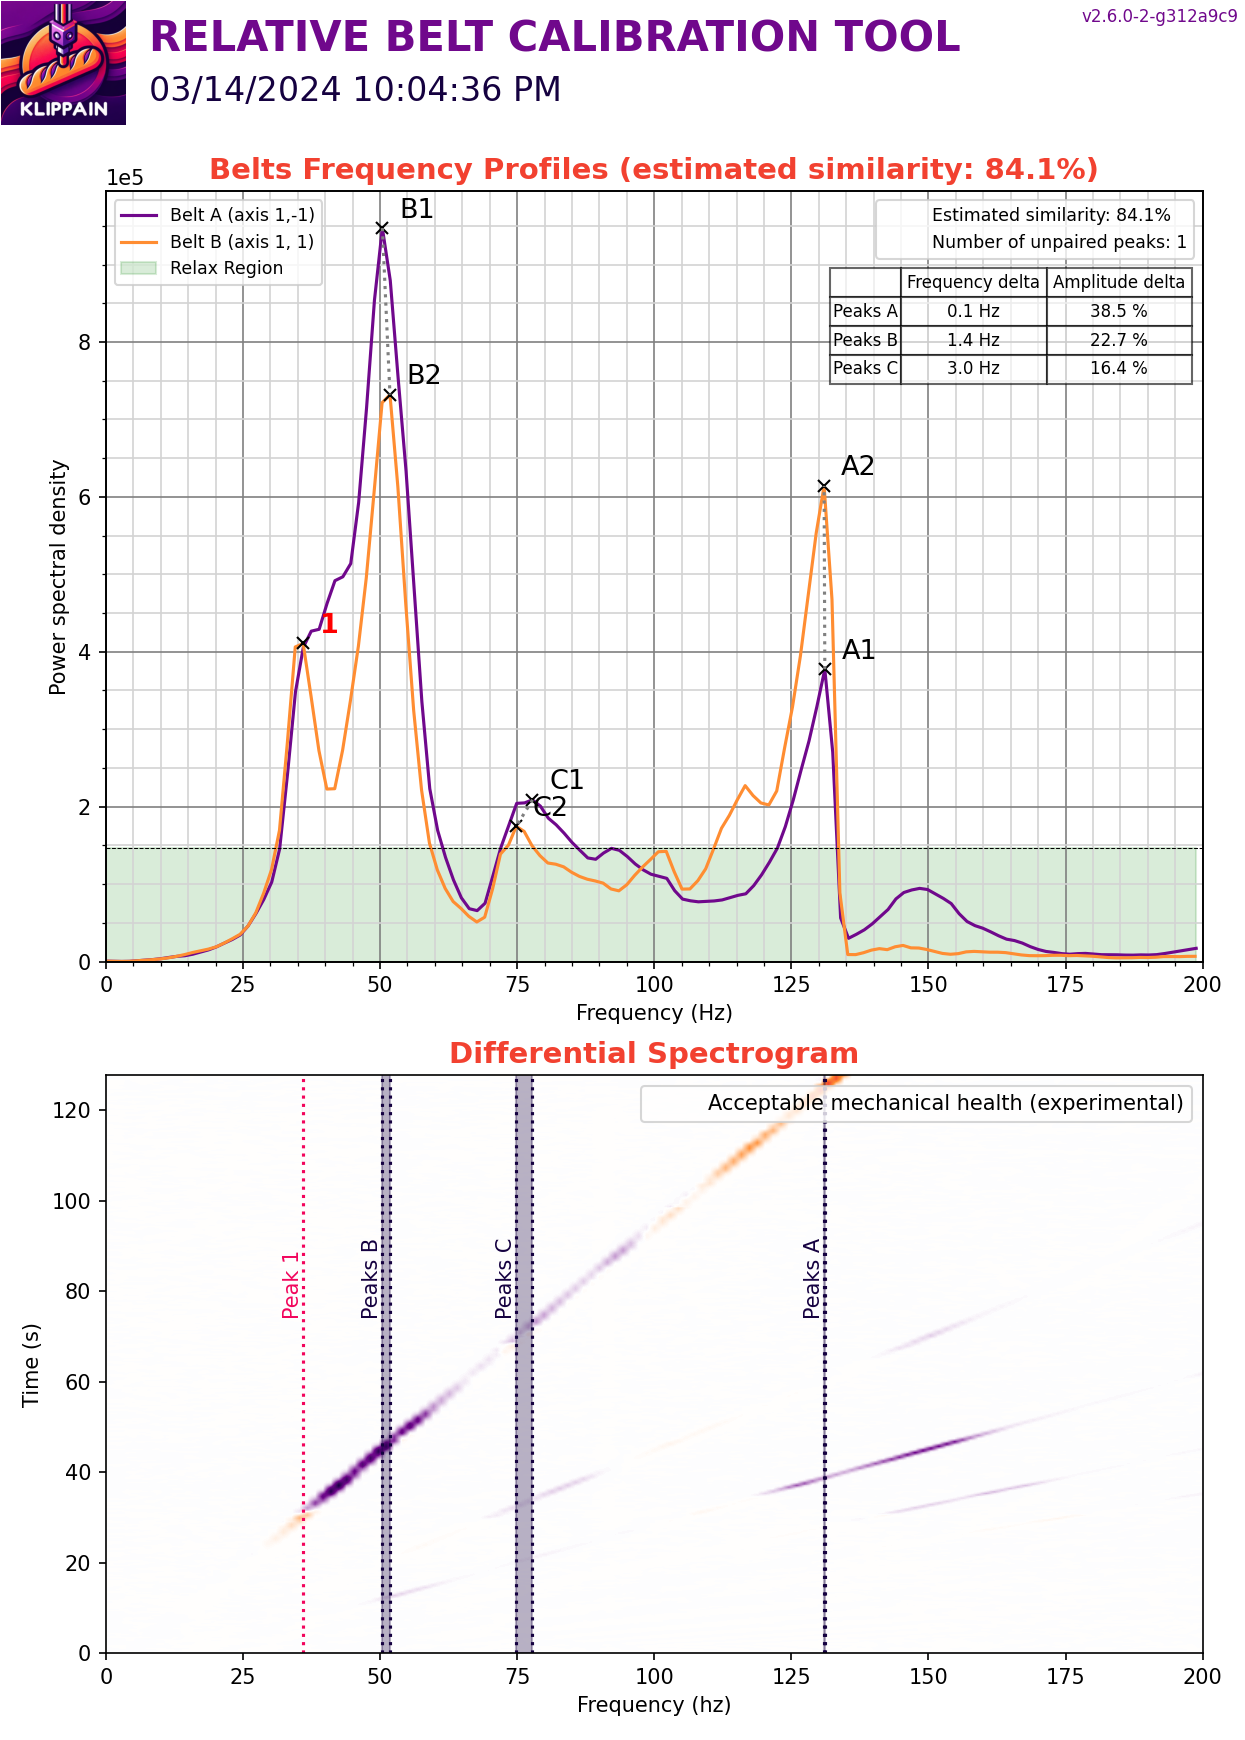 v2.6.0-2-g312a9c9
RELATIVE BELT CALIBRATION TOOL
03/14/2024 10:04:36 PM
KLIPPAIN
Belts Frequency Profiles (estimated similarity: 84.1%)
1e5
Belt A (axis 1,-1)
Belt B (axis 1, 1)
Relax Region
Estimated similarity: 84.1%
Number of unpaired peaks: 1
Frequency delta Amplitude delta
Peaks A 0.1 Hz 38.5 %
Peaks B 1.4 Hz 22.7 %
Peaks C 3.0 Hz 16.4 %
B1
B2
A2
A1
1
C1
C2
Power spectral density
8
6
4
2
0
0 25 50 75 100 125 150 175 200
Frequency (Hz)
Differential Spectrogram
Acceptable mechanical health (experimental)
Peak 1
Peaks B
Peaks C
Peaks A
Time (s)
120
100
80
60
40
20
0
0 25 50 75 100 125 150 175 200
Frequency (hz)